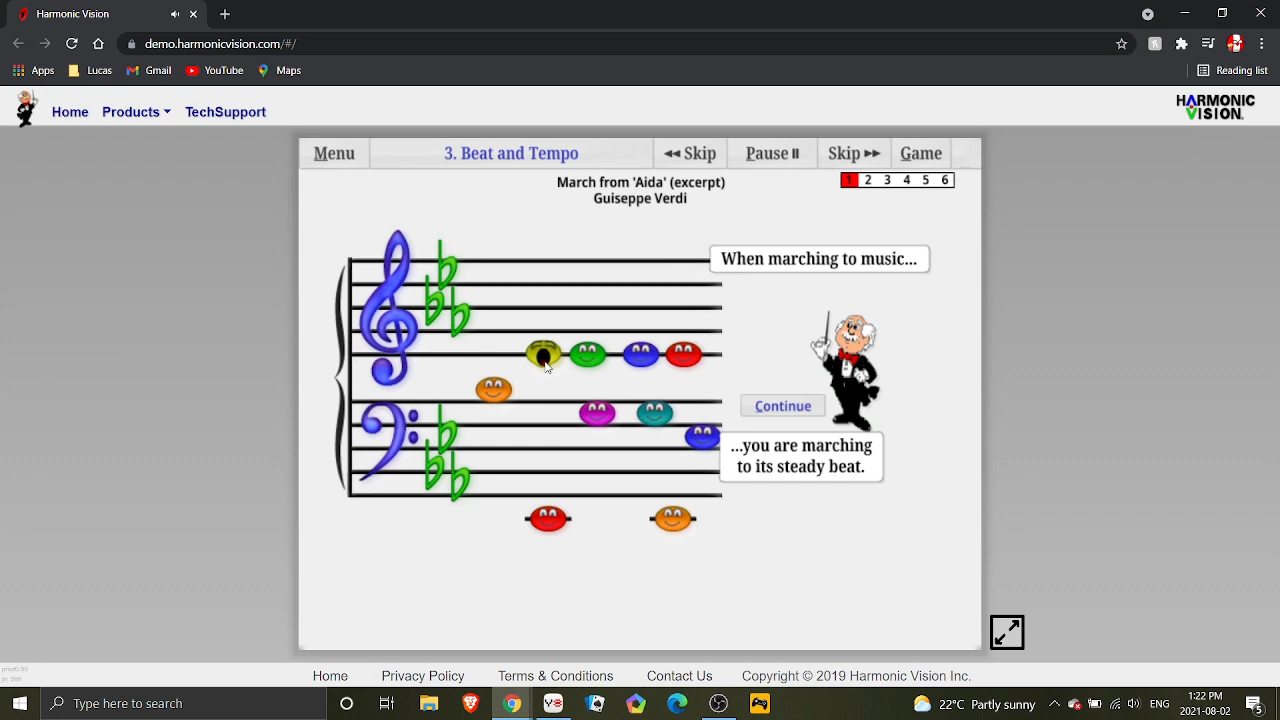 Harmonic Vision
demo.harmonicvision.com/#/
Apps Lucas Gmail YouTube Maps Reading list
Home Products TechSupport
HARMONIC VISION.
Menu 3. Beat and Tempo Skip Pause Skip Game
March from 'Aida' (excerpt)
Guiseppe Verdi
1 2 3 4 5 6
When marching to music...
Continue
...you are marching
to its steady beat.
Home Privacy Policy Terms & Conditions Contact Us Copyright © 2019 Harmonic Vision Inc.
Type here to search
22°C Partly sunny ENG 1:22 PM